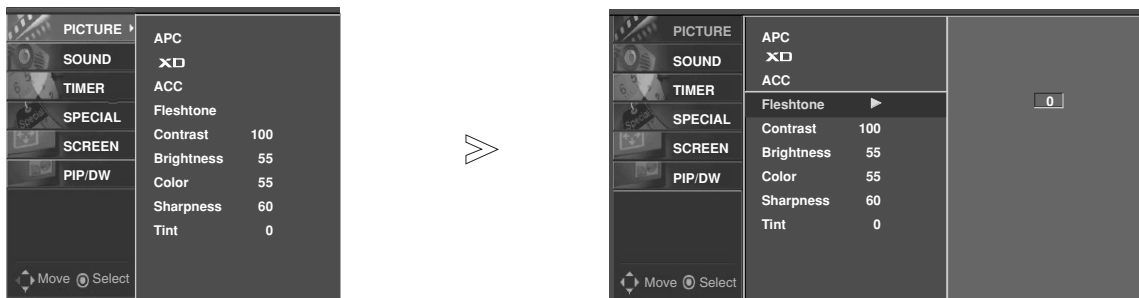 PICTURE
SOUND
TIMER
SPECIAL
SCREEN
PIP/DW
Move Select
APC
XD
ACC
Fleshtone
Contrast 100
Brightness 55
Color 55
Sharpness 60
Tint 0
PICTURE
SOUND
TIMER
SPECIAL
SCREEN
PIP/DW
Move Select
APC
XD
ACC
Fleshtone
Contrast 100
Brightness 55
Color 55
Sharpness 60
Tint 0
0